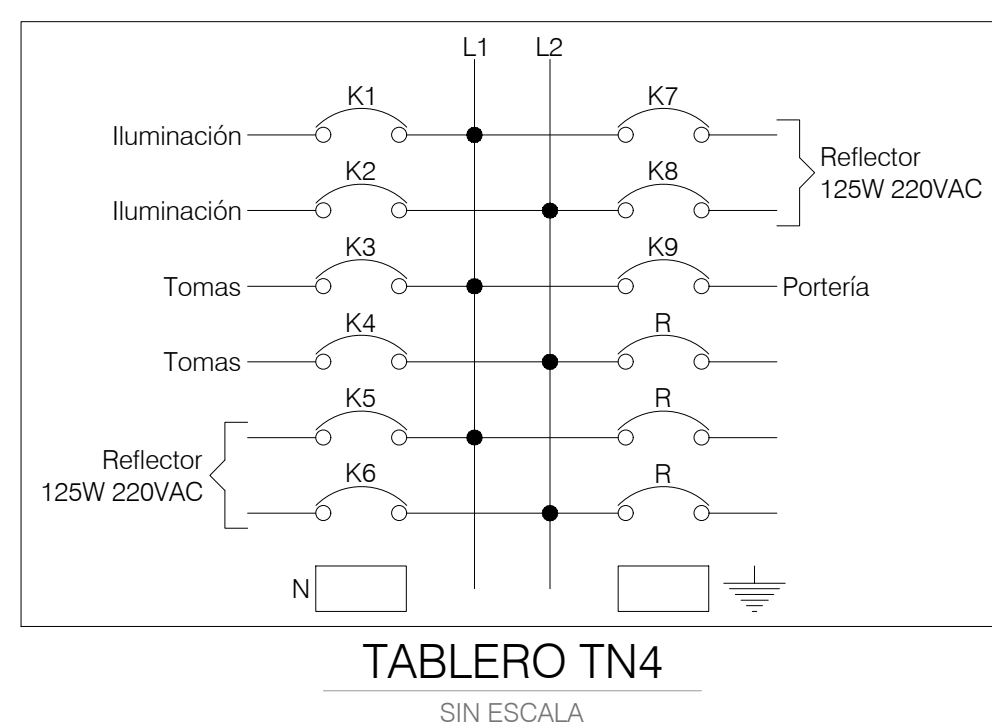 L1 L2
K1 K7
Iluminación
K2 K8
Reflector
125W 220VAC
Iluminación
K3 K9
Tomas Portería
K4 R
Tomas
K5 R
Reflector
125W 220VAC
K6 R
N
TABLERO TN4
SIN ESCALA